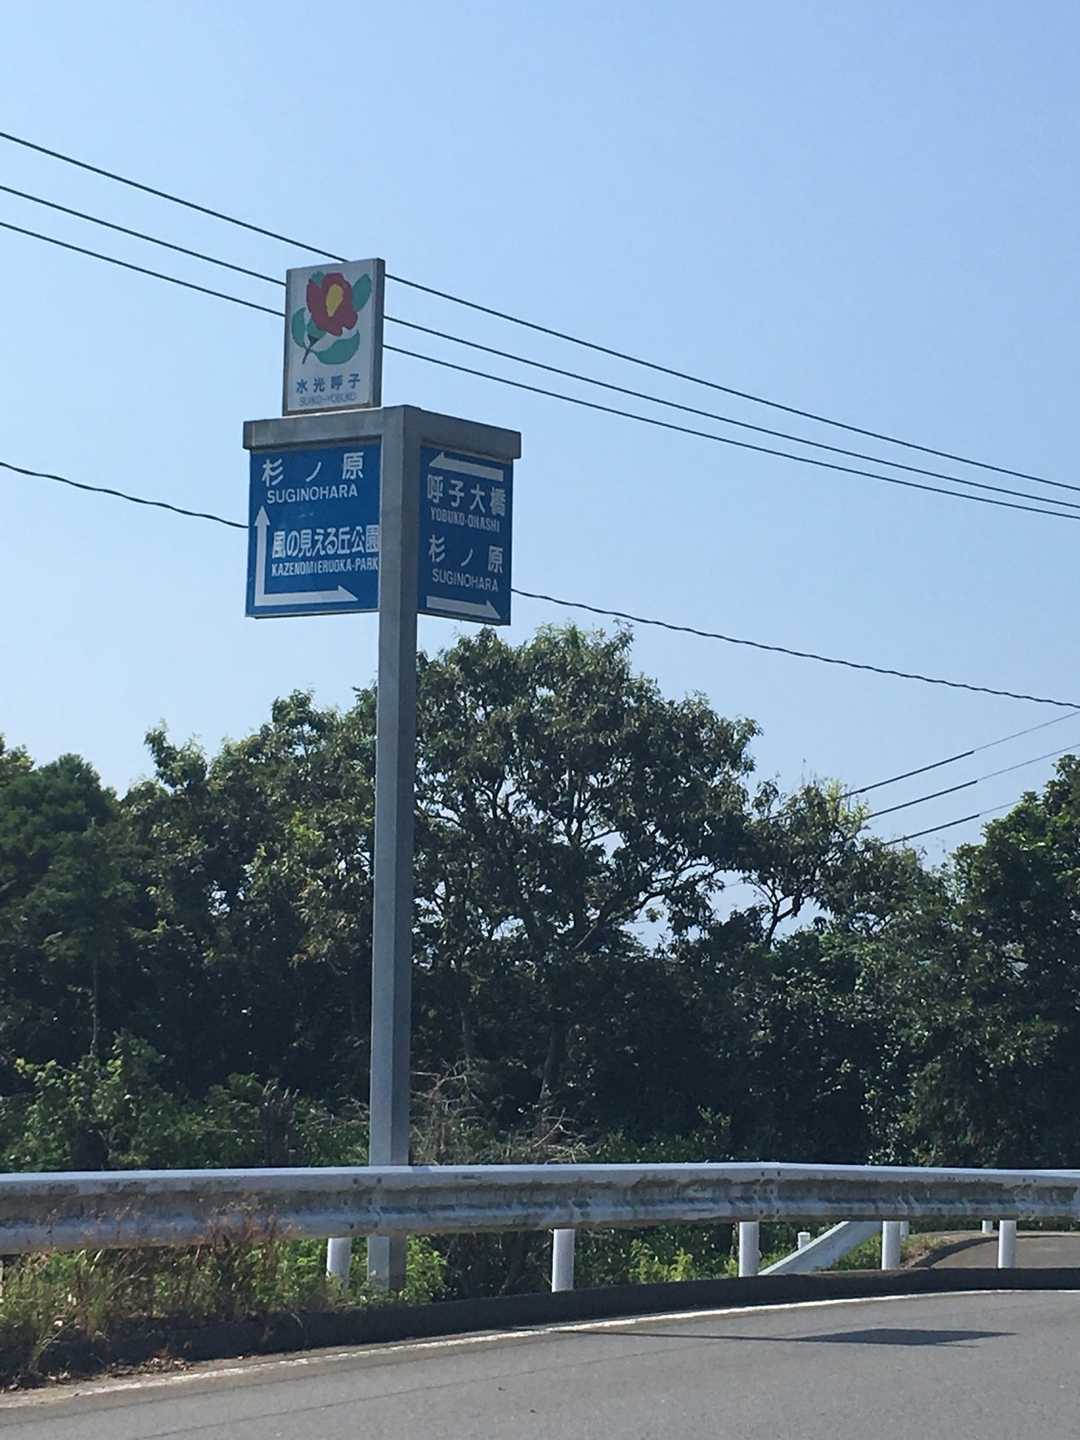 水光呼子
SUIKO-YOBUKO
杉ノ原
SUGINOHARA
風の見える丘公園
KAZENOMIERUOKA-PARK
呼子大橋
YOBUKO-OHASHI
杉ノ原
SUGINOHARA